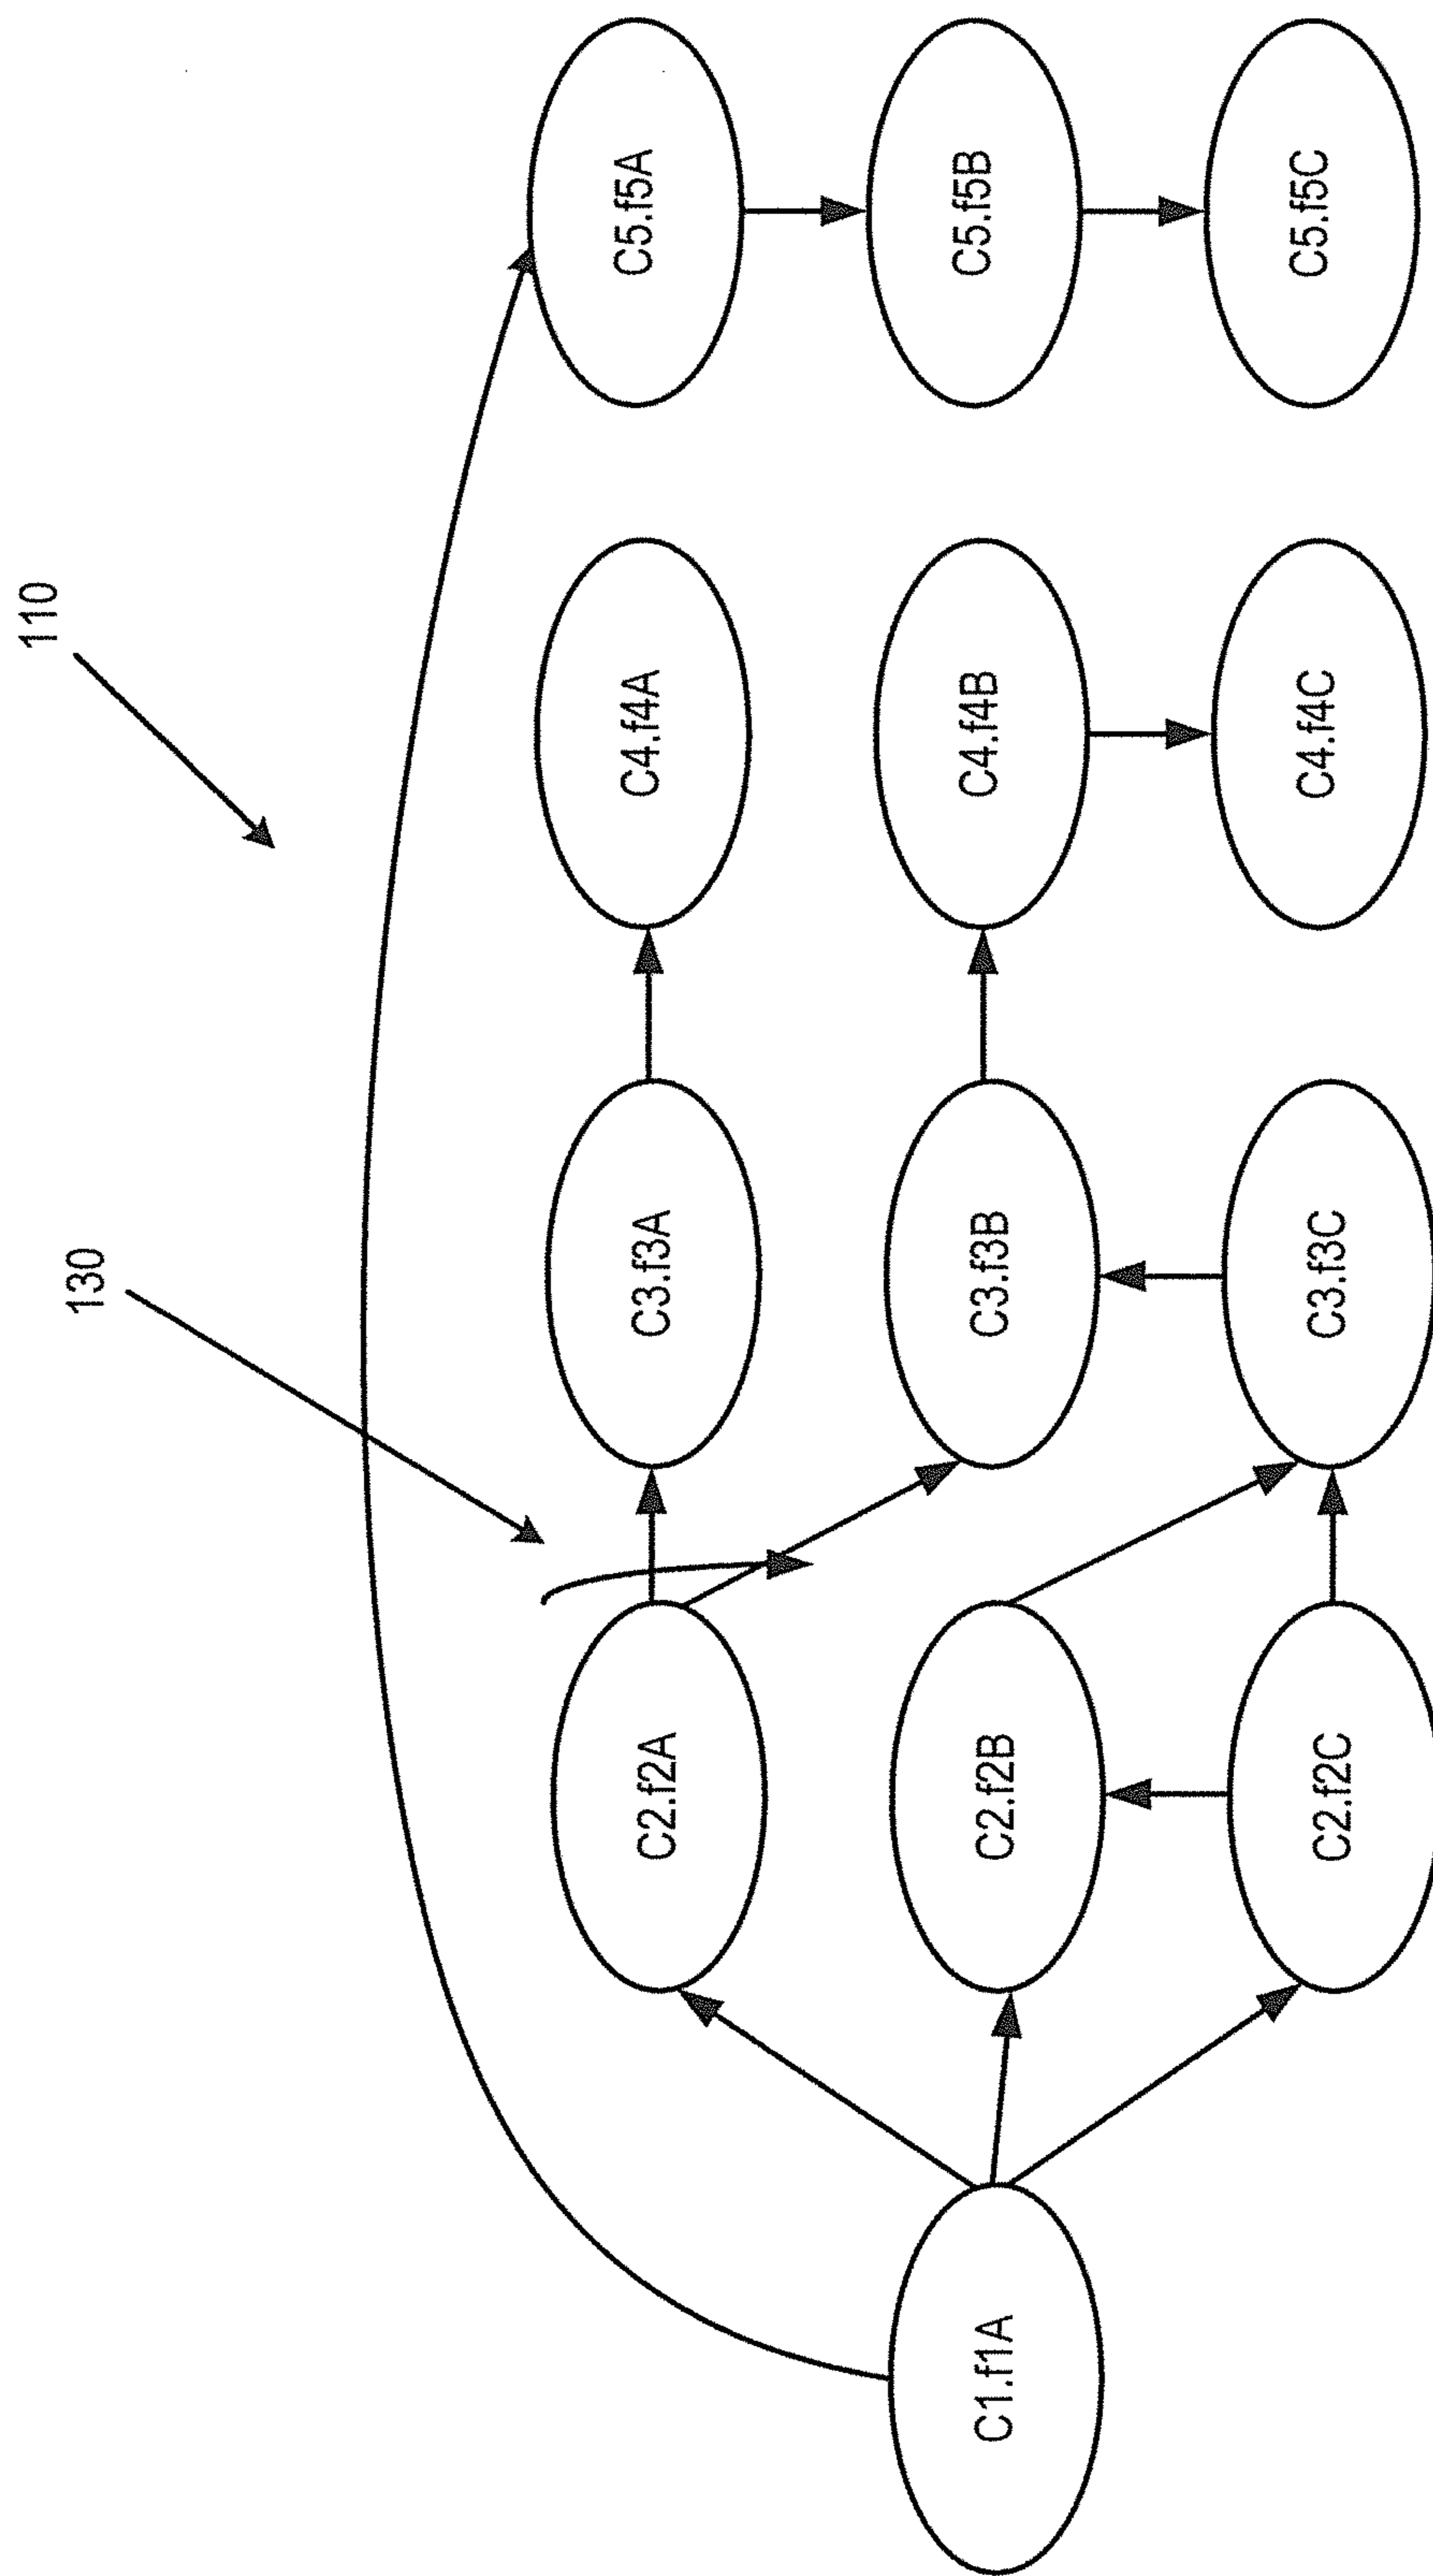 110
130
C2.f2A
C3.f3A
C4.f4A
C5.f5A
C1.f1A
C2.f2B
C3.f3B
C4.f4B
C5.f5B
C2.f2C
C3.f3C
C4.f4C
C5.f5C